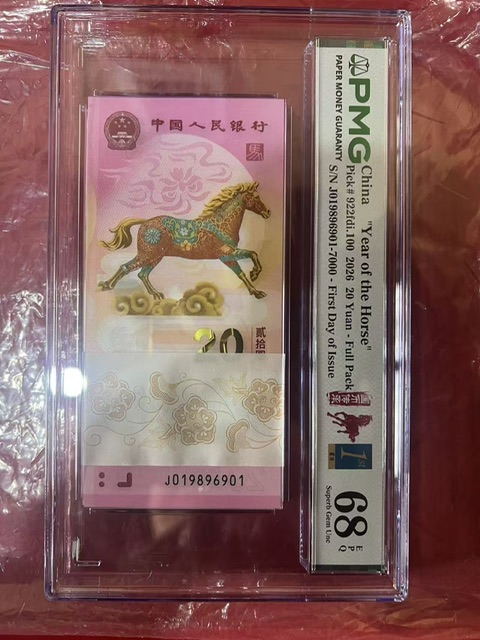 中国人民银行
馬
20
贰拾
J019896901
PMG
PAPER MONEY GUARANTY
China "Year of the Horse"
Pick# 922fdi.100 2026 20 Yuan - Full Pack
S/N J019896901-7000 - First Day of Issue
1st
68 EPQ
Superb Gem Unc